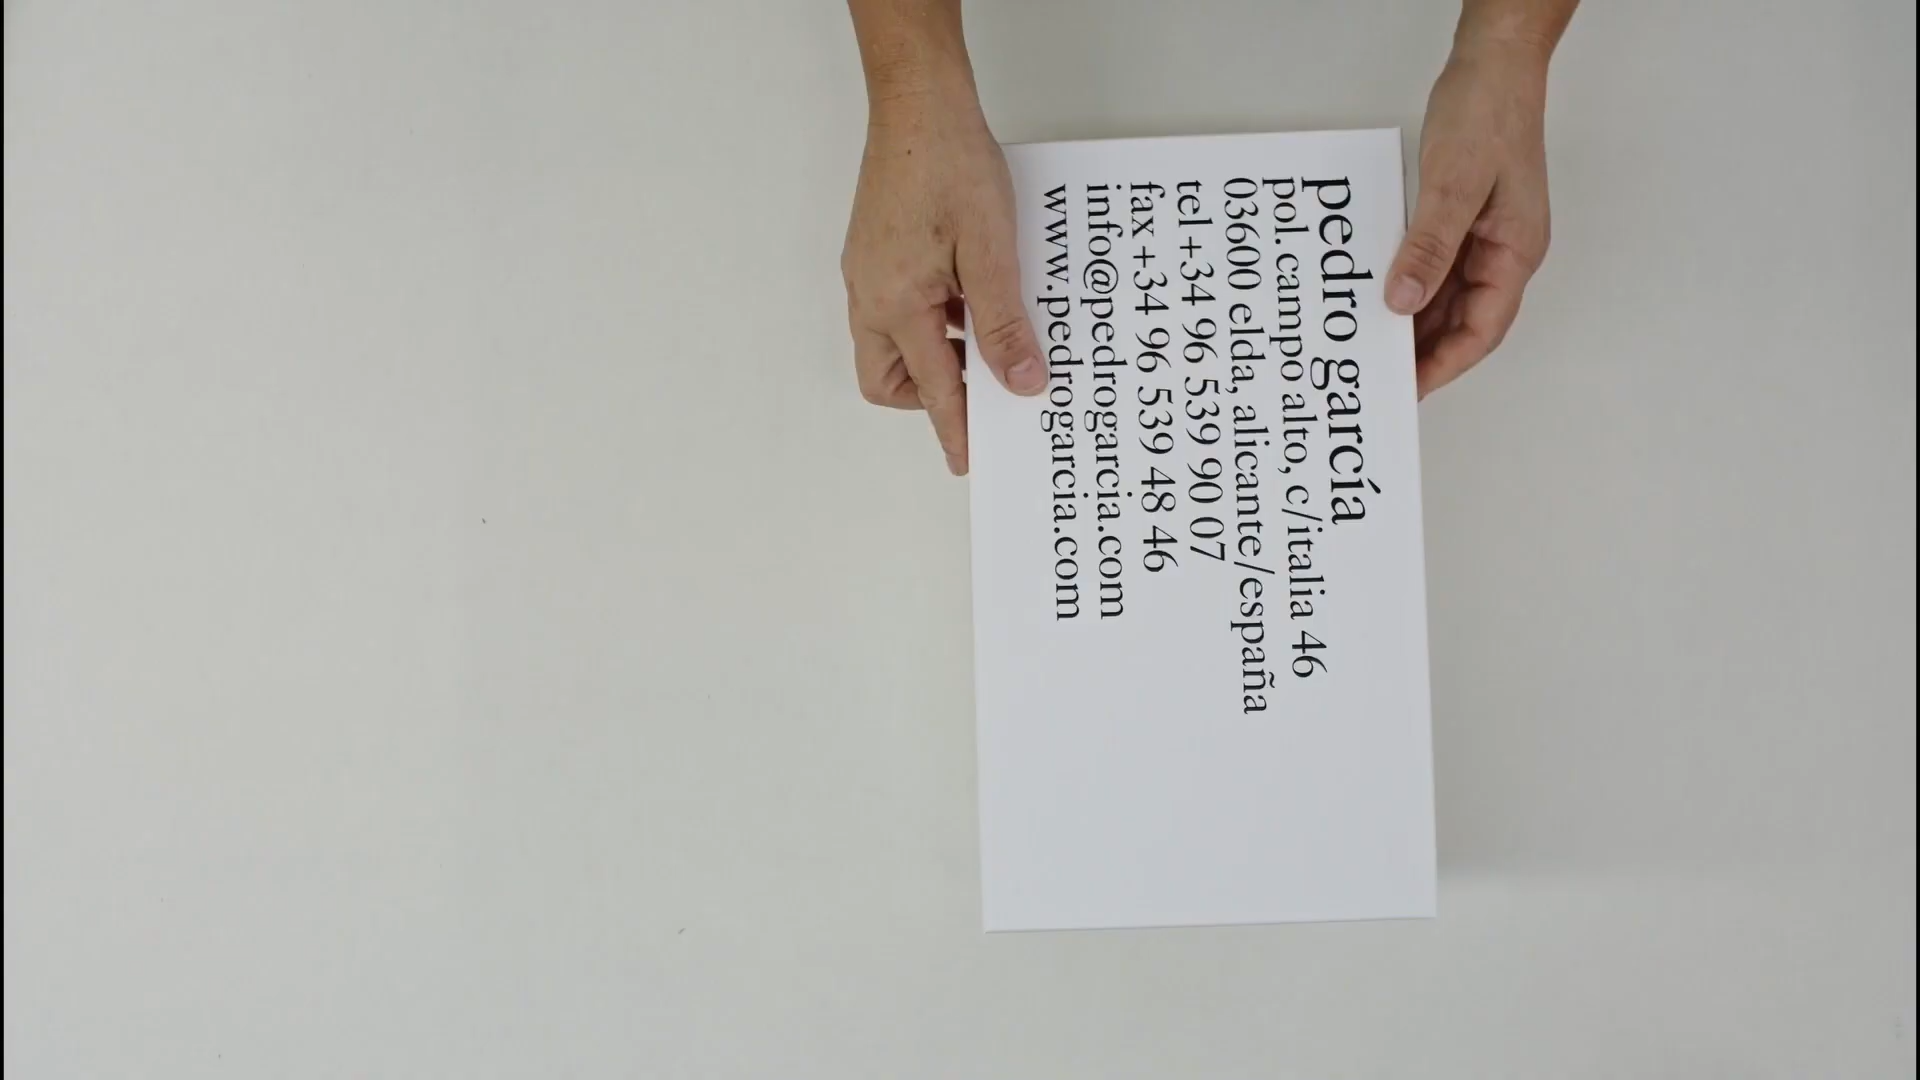 pedro garcía
pol. campo alto, c/italia 46
03600 elda, alicante/españa
tel +34 96 539 90 07
fax +34 96 539 48 46
info@pedrogarcia.com
www.pedrogarcia.com